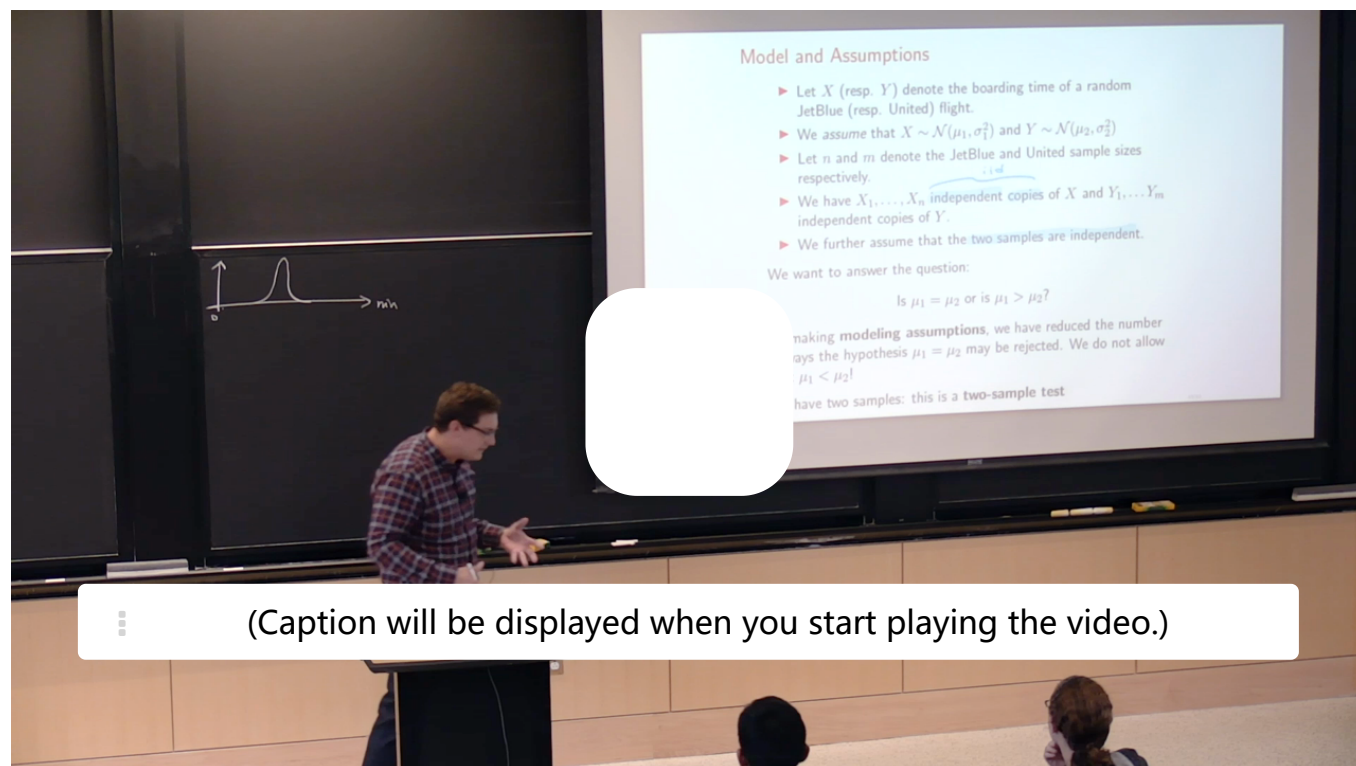 Model and Assumptions
▶ Let X (resp. Y) denote the boarding time of a random
JetBlue (resp. United) flight.
▶ We assume that X ∼ N(μ₁, σ₁²) and Y ∼ N(μ₂, σ₂²)
▶ Let n and m denote the JetBlue and United sample sizes
respectively.
iid
▶ We have X₁, . . . , Xₙ independent copies of X and Y₁, . . . Yₘ
independent copies of Y.
▶ We further assume that the two samples are independent.
We want to answer the question:
Is μ₁ = μ₂ or is μ₁ > μ₂?
making modeling assumptions, we have reduced the number
ays the hypothesis μ₁ = μ₂ may be rejected. We do not allow
μ₁ < μ₂!
have two samples: this is a two-sample test
0
min
(Caption will be displayed when you start playing the video.)